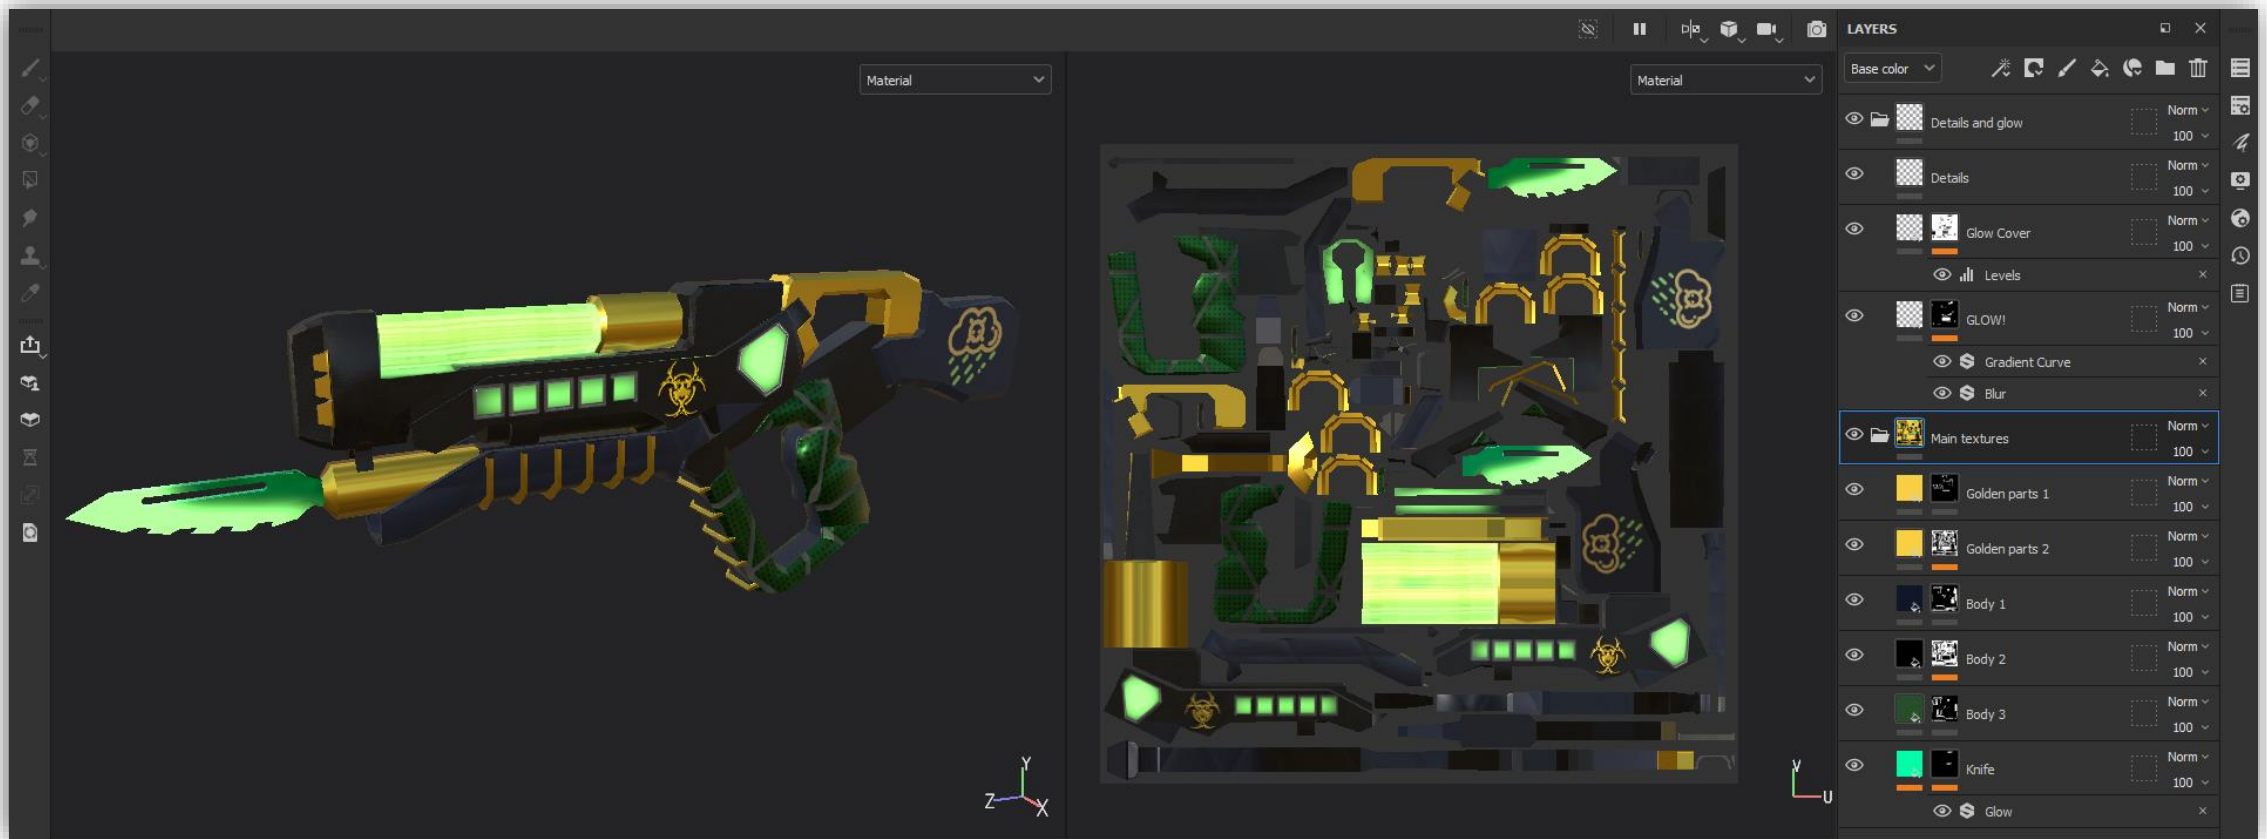 Material
Y
Z
X
Material
V
U
LAYERS
Base color
Details and glow
Norm
100
Details
Norm
100
Glow Cover
Norm
100
Levels
GLOW!
Norm
100
Gradient Curve
Blur
Main textures
Norm
100
Golden parts 1
Norm
100
Golden parts 2
Norm
100
Body 1
Norm
100
Body 2
Norm
100
Body 3
Norm
100
Knife
Norm
100
Glow